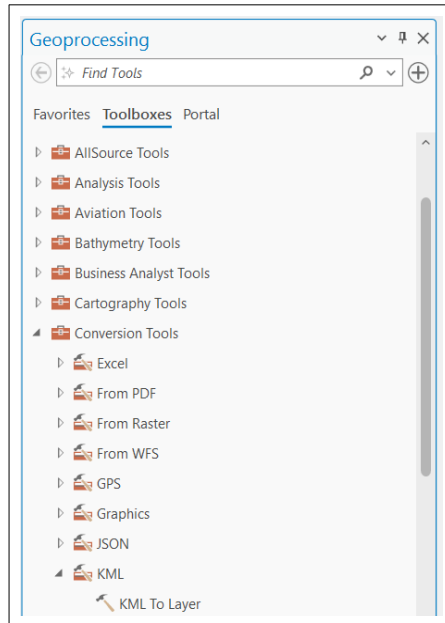 Geoprocessing
Find Tools
Favorites Toolboxes Portal
AllSource Tools
Analysis Tools
Aviation Tools
Bathymetry Tools
Business Analyst Tools
Cartography Tools
Conversion Tools
Excel
From PDF
From Raster
From WFS
GPS
Graphics
JSON
KML
KML To Layer